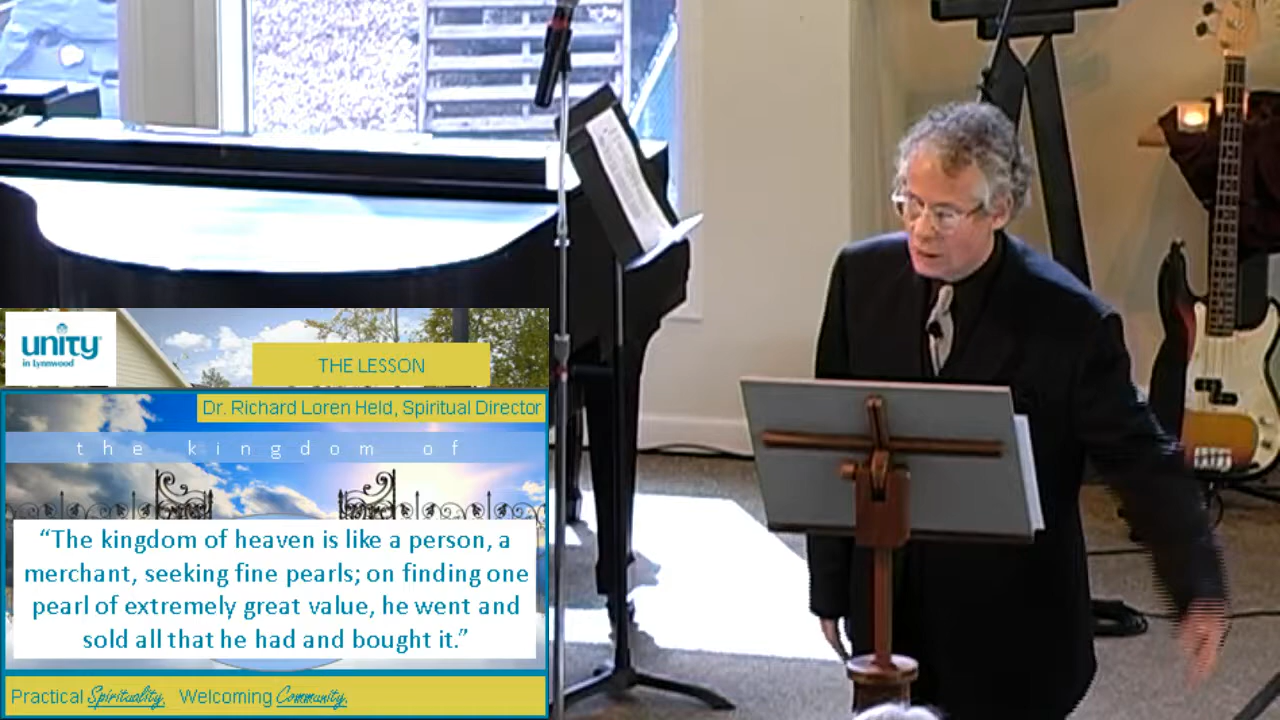 unity
in Lynnwood
THE LESSON
Dr. Richard Loren Held, Spiritual Director
the kingdom of
“The kingdom of heaven is like a person, a
merchant, seeking fine pearls; on finding one
pearl of extremely great value, he went and
sold all that he had and bought it.”
Practical Spirituality. Welcoming Community.